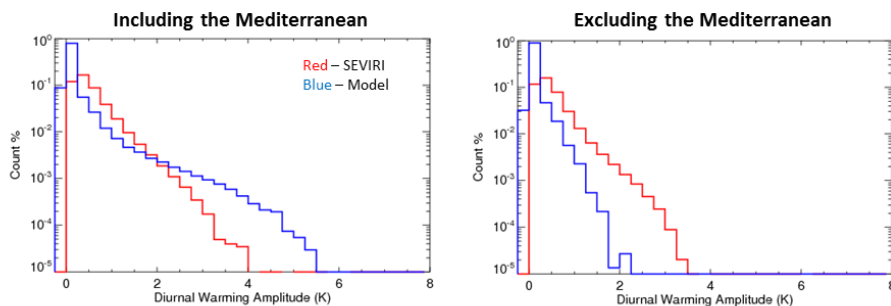 Including the Mediterranean
Excluding the Mediterranean
10⁰
10⁻¹
10⁻²
10⁻³
10⁻⁴
10⁻⁵
Count %
Red – SEVIRI
Blue – Model
0 2 4 6 8
Diurnal Warming Amplitude (K)
10⁰
10⁻¹
10⁻²
10⁻³
10⁻⁴
10⁻⁵
Count %
0 2 4 6 8
Diurnal Warming Amplitude (K)